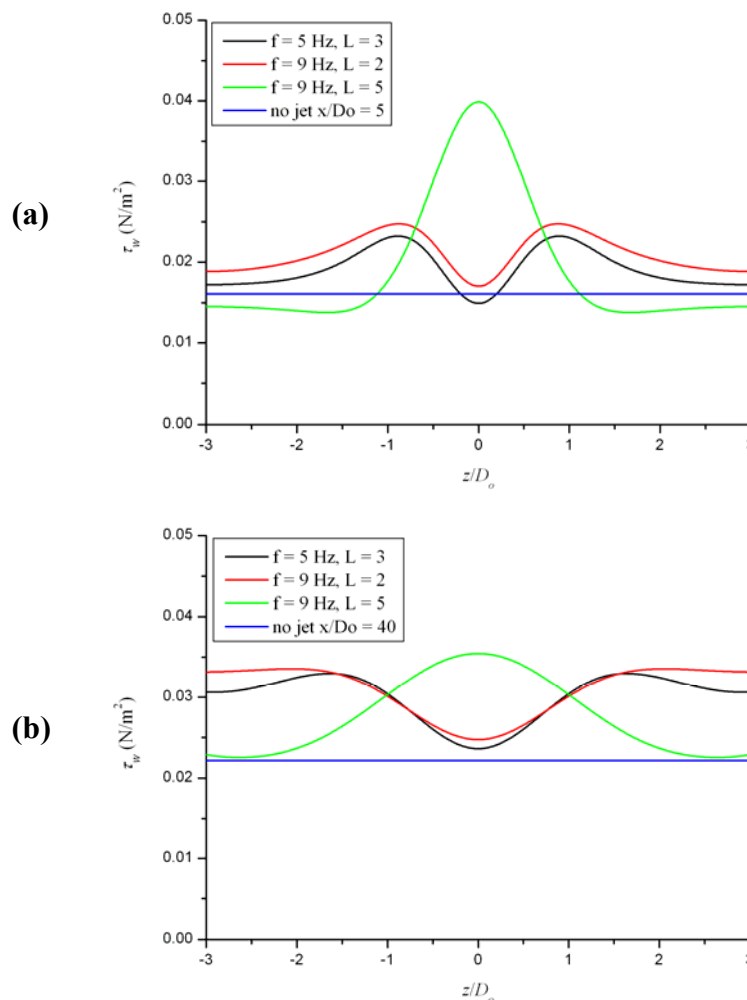 (a)
0.05
0.04
0.03
0.02
0.01
0.00
τw (N/m²)
f = 5 Hz, L = 3
f = 9 Hz, L = 2
f = 9 Hz, L = 5
no jet x/Do = 5
-3 -2 -1 0 1 2 3
z/Do
(b)
0.05
0.04
0.03
0.02
0.01
0.00
τw (N/m²)
f = 5 Hz, L = 3
f = 9 Hz, L = 2
f = 9 Hz, L = 5
no jet x/Do = 40
-3 -2 -1 0 1 2 3
z/Do